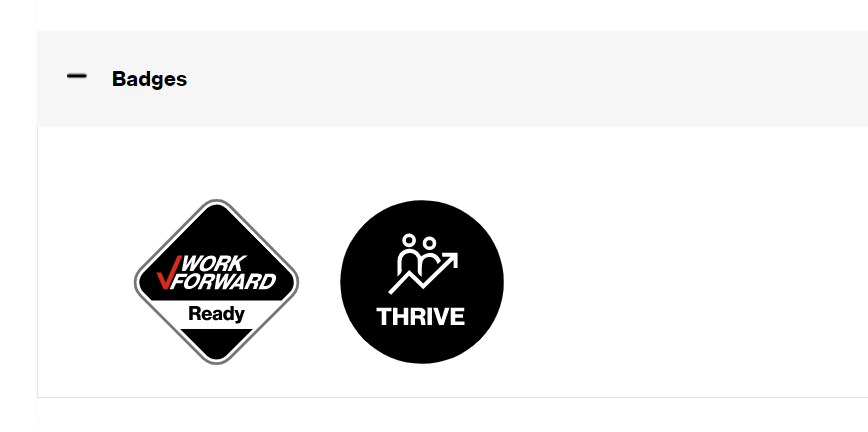 Badges
WORK
FORWARD
Ready
THRIVE